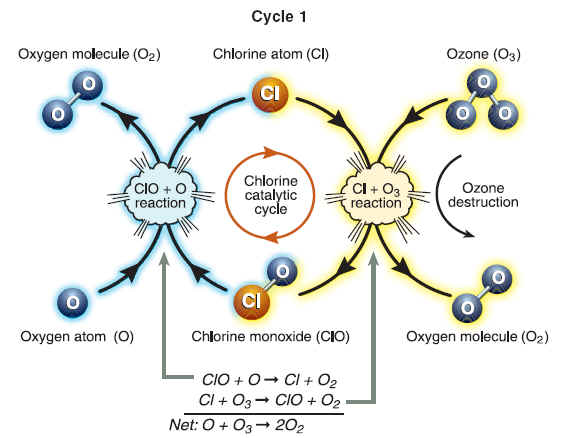 Cycle 1
Oxygen molecule (O₂)
Chlorine atom (Cl)
Ozone (O₃)
O
O
Cl
O
O
O
ClO + O
reaction
Chlorine
catalytic
cycle
Cl + O₃
reaction
Ozone
destruction
O
Cl
O
O
O
Oxygen atom (O)
Chlorine monoxide (ClO)
Oxygen molecule (O₂)
ClO + O → Cl + O₂
Cl + O₃ → ClO + O₂
Net: O + O₃ → 2O₂